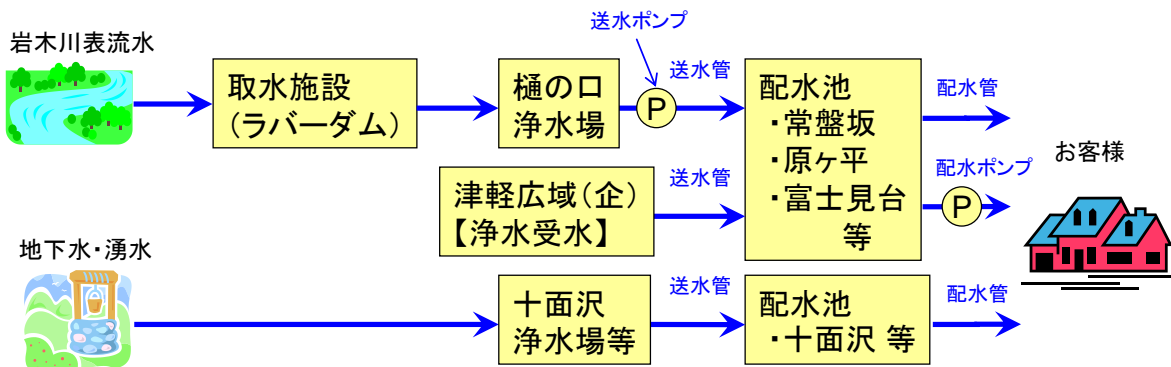 送水ポンプ
岩木川表流水
取水施設
(ラバーダム)
樋の口
浄水場
P
送水管
配水池
・常盤坂
・原ヶ平
・富士見台
等
配水管
津軽広域(企)
【浄水受水】
送水管
配水ポンプ
P
お客様
地下水・湧水
十面沢
浄水場等
送水管
配水池
・十面沢 等
配水管